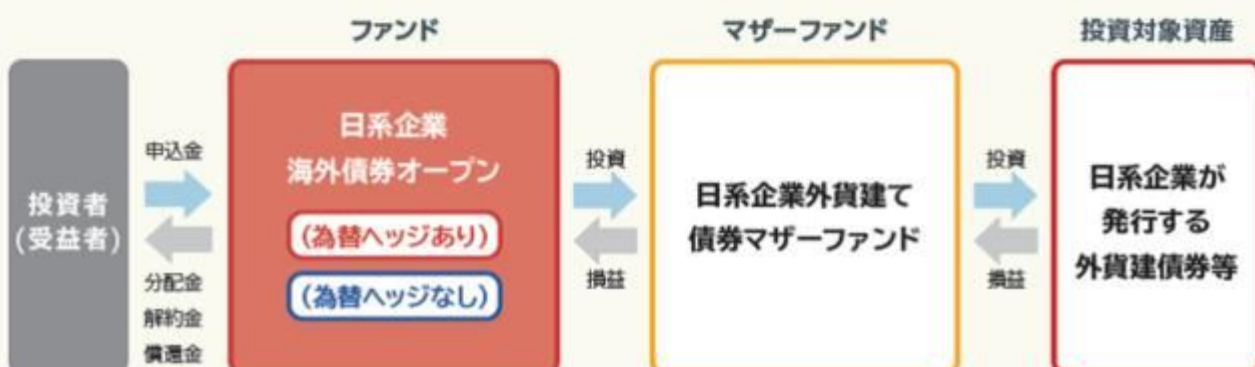 ファンド
マザーファンド
投資対象資産
投資者
(受益者)
申込金
分配金
解約金
償還金
日系企業
海外債券オープン
(為替ヘッジあり)
(為替ヘッジなし)
投資
損益
日系企業外貨建て
債券マザーファンド
投資
損益
日系企業が
発行する
外貨建債券等